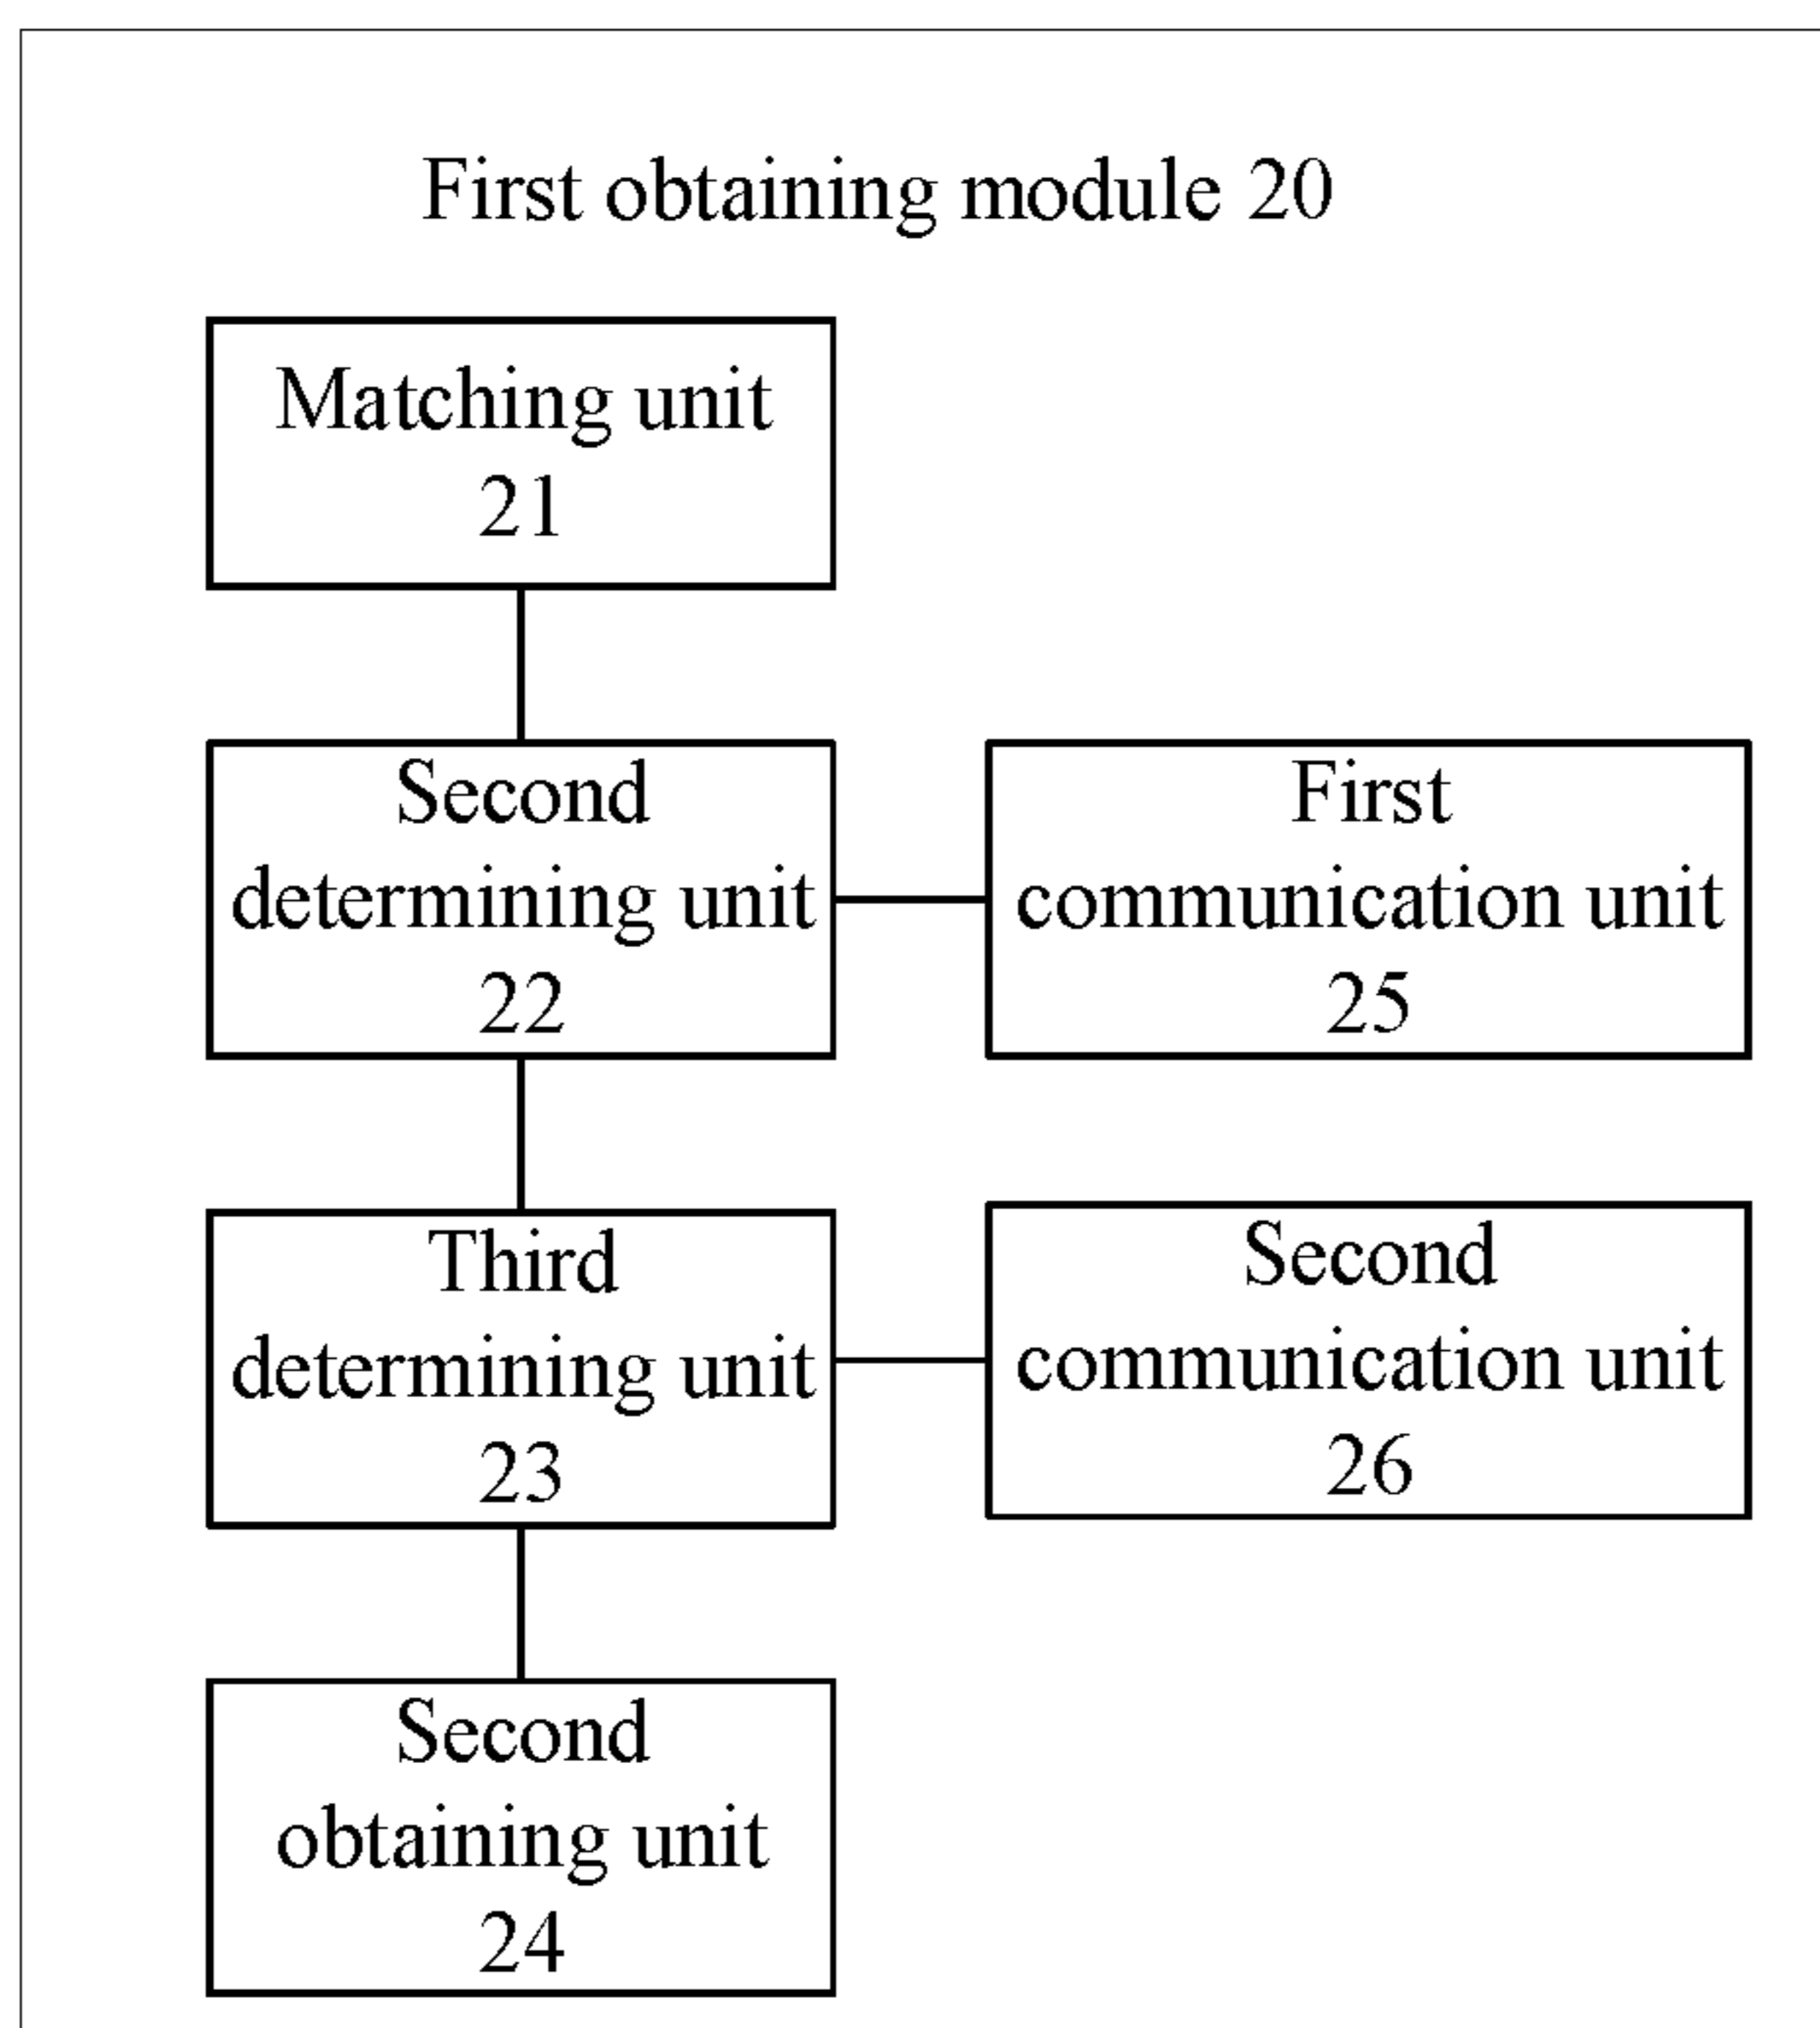 First obtaining module 20
Matching unit
21
Second
determining unit
22
First
communication unit
25
Third
determining unit
23
Second
communication unit
26
Second
obtaining unit
24